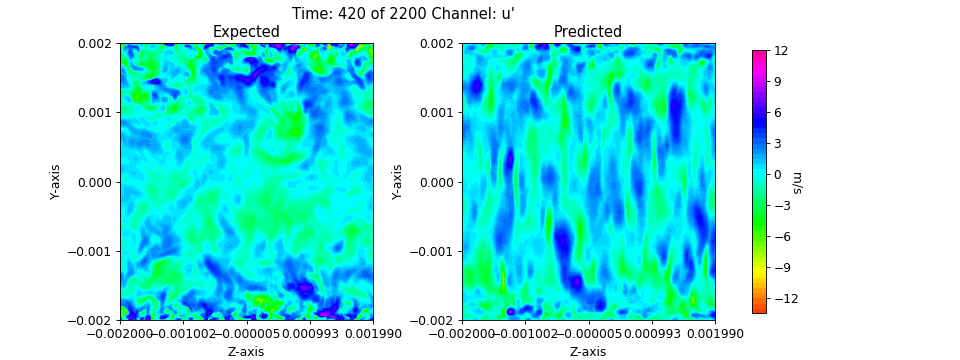 Time: 420 of 2200 Channel: u'
Expected
Predicted
0.002
0.001
0.000
−0.001
−0.002
Y-axis
−0.002000 −0.001002 −0.000005 0.000993 0.001990
Z-axis
0.002
0.001
0.000
−0.001
−0.002
Y-axis
−0.002000 −0.001002 −0.000005 0.000993 0.001990
Z-axis
12
9
6
3
0
−3
−6
−9
−12
m/s